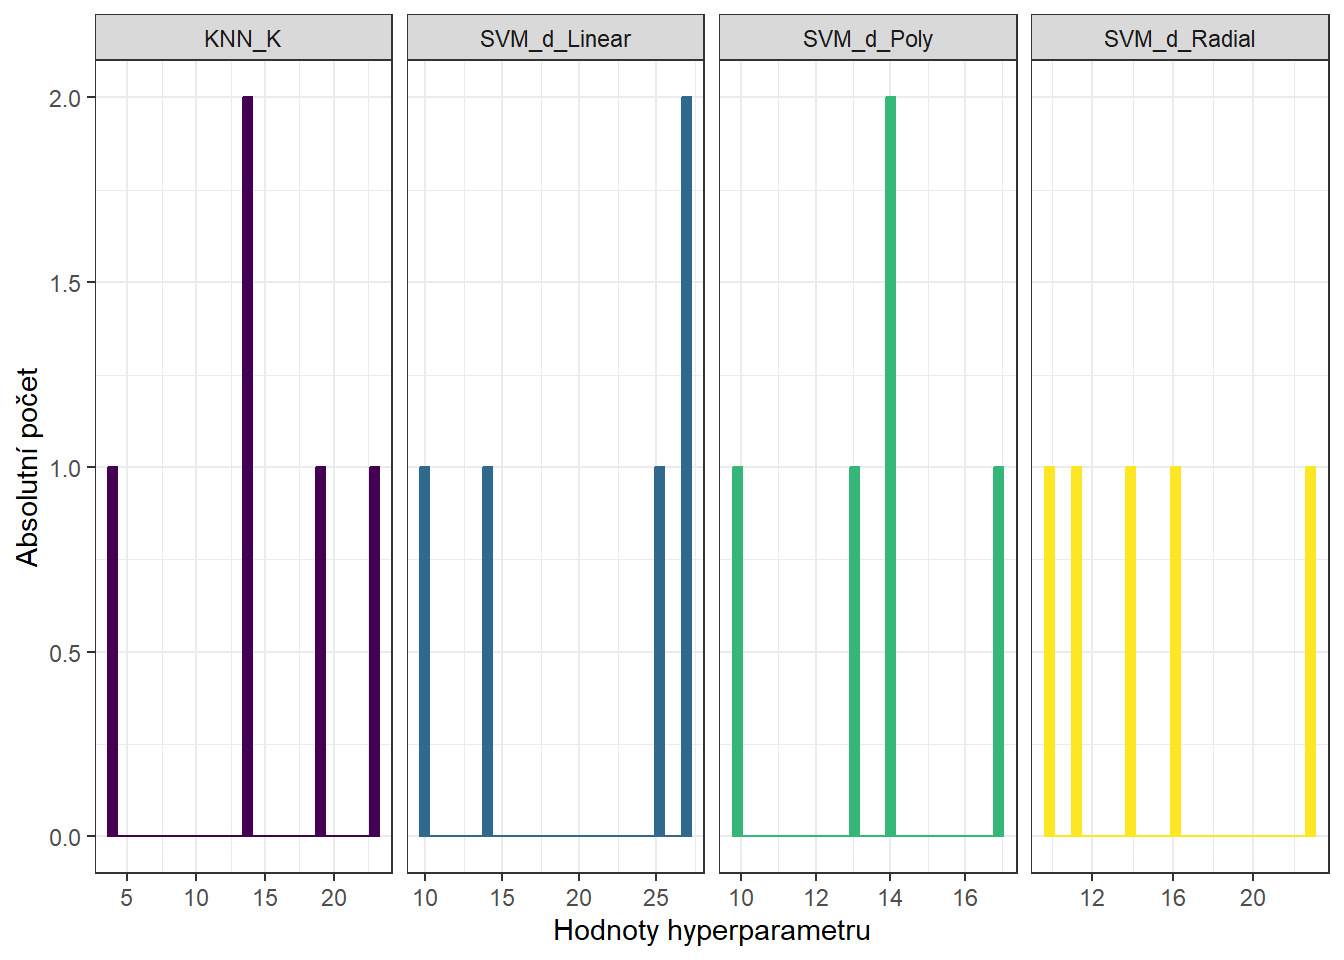 KNN_K SVM_d_Linear SVM_d_Poly SVM_d_Radial
2.0
1.5
1.0
0.5
0.0
Absolutní počet
5 10 15 20 10 15 20 25 10 12 14 16 12 16 20
Hodnoty hyperparametru